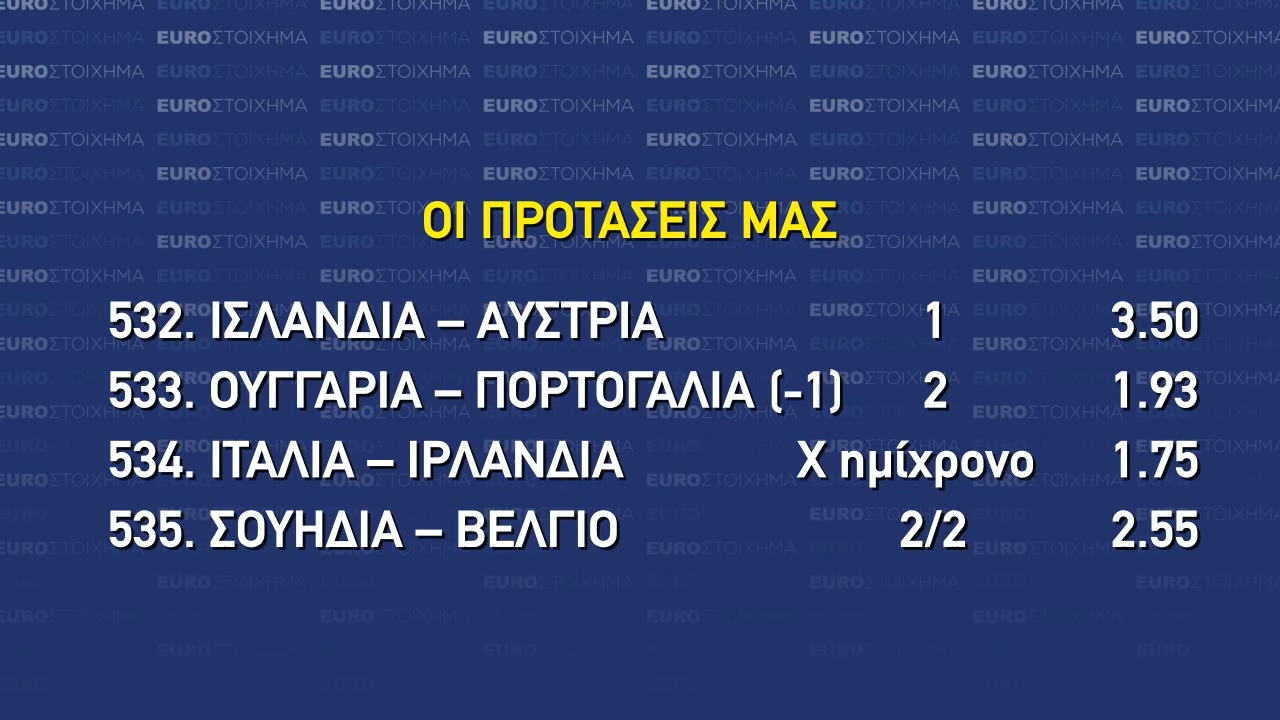 ΟΙ ΠΡΟΤΑΣΕΙΣ ΜΑΣ
532. ΙΣΛΑΝΔΙΑ – ΑΥΣΤΡΙΑ 1 3.50
533. ΟΥΓΓΑΡΙΑ – ΠΟΡΤΟΓΑΛΙΑ (-1) 2 1.93
534. ΙΤΑΛΙΑ – ΙΡΛΑΝΔΙΑ Χ ημίχρονο 1.75
535. ΣΟΥΗΔΙΑ – ΒΕΛΓΙΟ 2/2 2.55